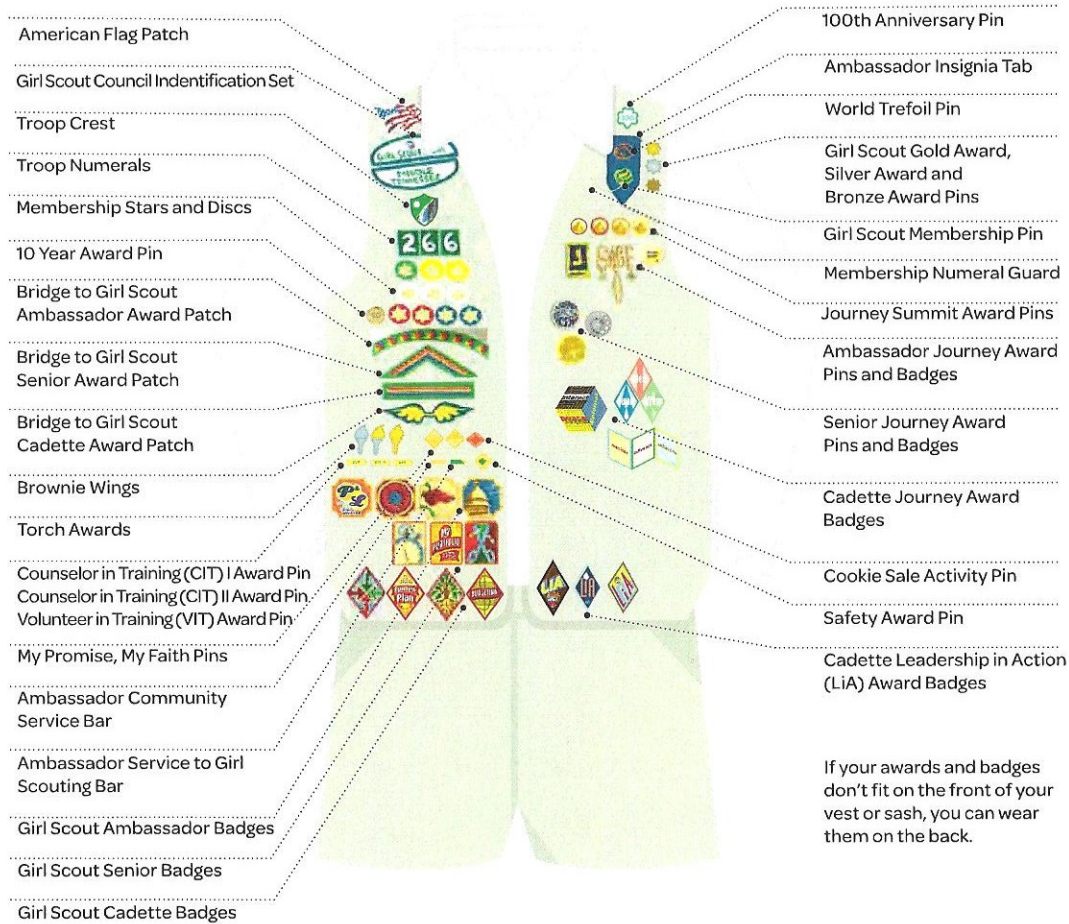 American Flag Patch
Girl Scout Council Indentification Set
Troop Crest
Troop Numerals
Membership Stars and Discs
10 Year Award Pin
Bridge to Girl Scout
Ambassador Award Patch
Bridge to Girl Scout
Senior Award Patch
Bridge to Girl Scout
Cadette Award Patch
Brownie Wings
Torch Awards
Counselor in Training (CIT) I Award Pin
Counselor in Training (CIT) II Award Pin
Volunteer in Training (VIT) Award Pin
My Promise, My Faith Pins
Ambassador Community
Service Bar
Ambassador Service to Girl
Scouting Bar
Girl Scout Ambassador Badges
Girl Scout Senior Badges
Girl Scout Cadette Badges
GIRL SCOUT
MIDDLE
TENNESSEE
266
100th Anniversary Pin
Ambassador Insignia Tab
World Trefoil Pin
Girl Scout Gold Award,
Silver Award and
Bronze Award Pins
Girl Scout Membership Pin
Membership Numeral Guard
Journey Summit Award Pins
Ambassador Journey Award
Pins and Badges
Senior Journey Award
Pins and Badges
Cadette Journey Award
Badges
Cookie Sale Activity Pin
Safety Award Pin
Cadette Leadership in Action
(LiA) Award Badges
If your awards and badges
don't fit on the front of your
vest or sash, you can wear
them on the back.